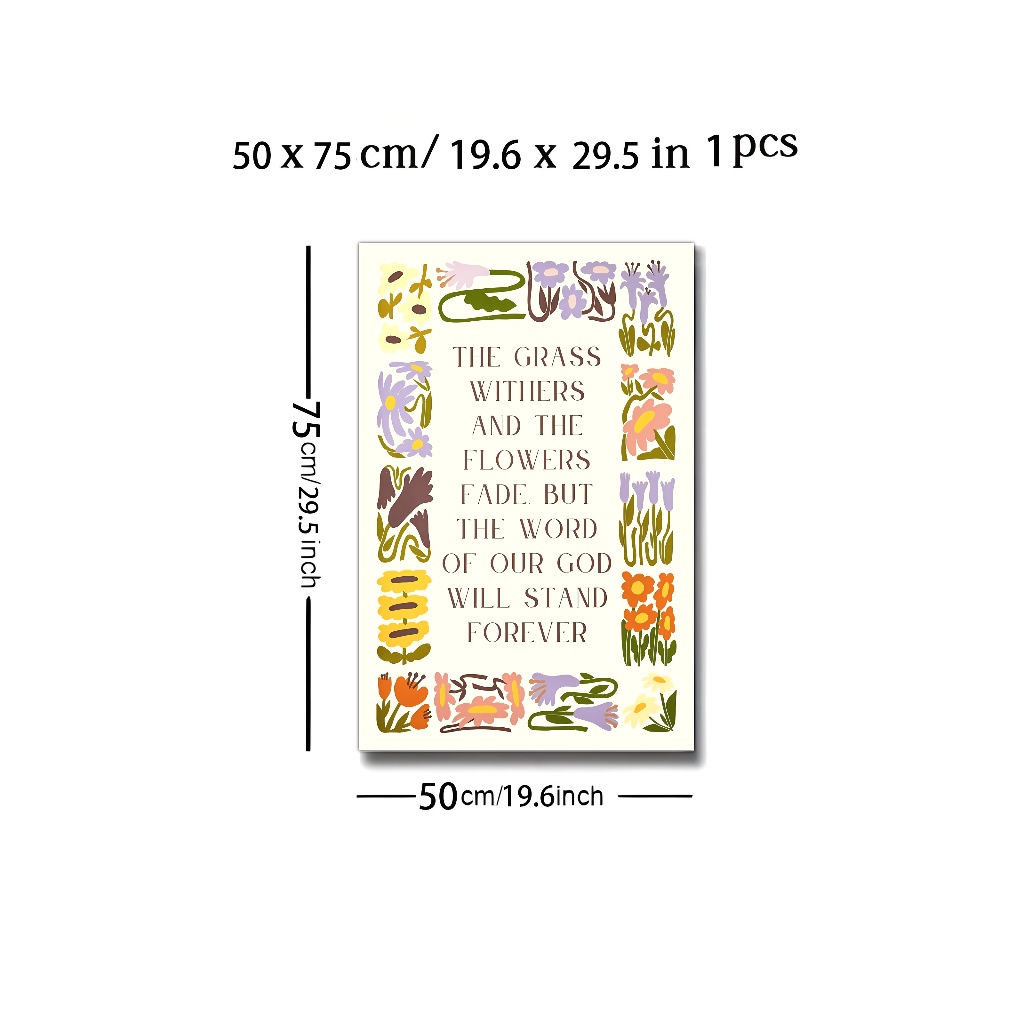 50 x 75 cm/ 19.6 x 29.5 in 1 pcs
75cm/29.5inch
THE GRASS
WITHERS
AND THE
FLOWERS
FADE. BUT
THE WORD
OF OUR GOD
WILL STAND
FOREVER
50cm/19.6inch